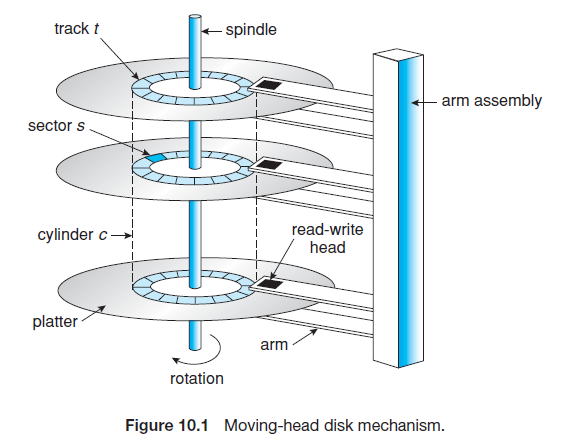 track t
spindle
arm assembly
sector s
cylinder c
read-write
head
platter
arm
rotation
Figure 10.1 Moving-head disk mechanism.